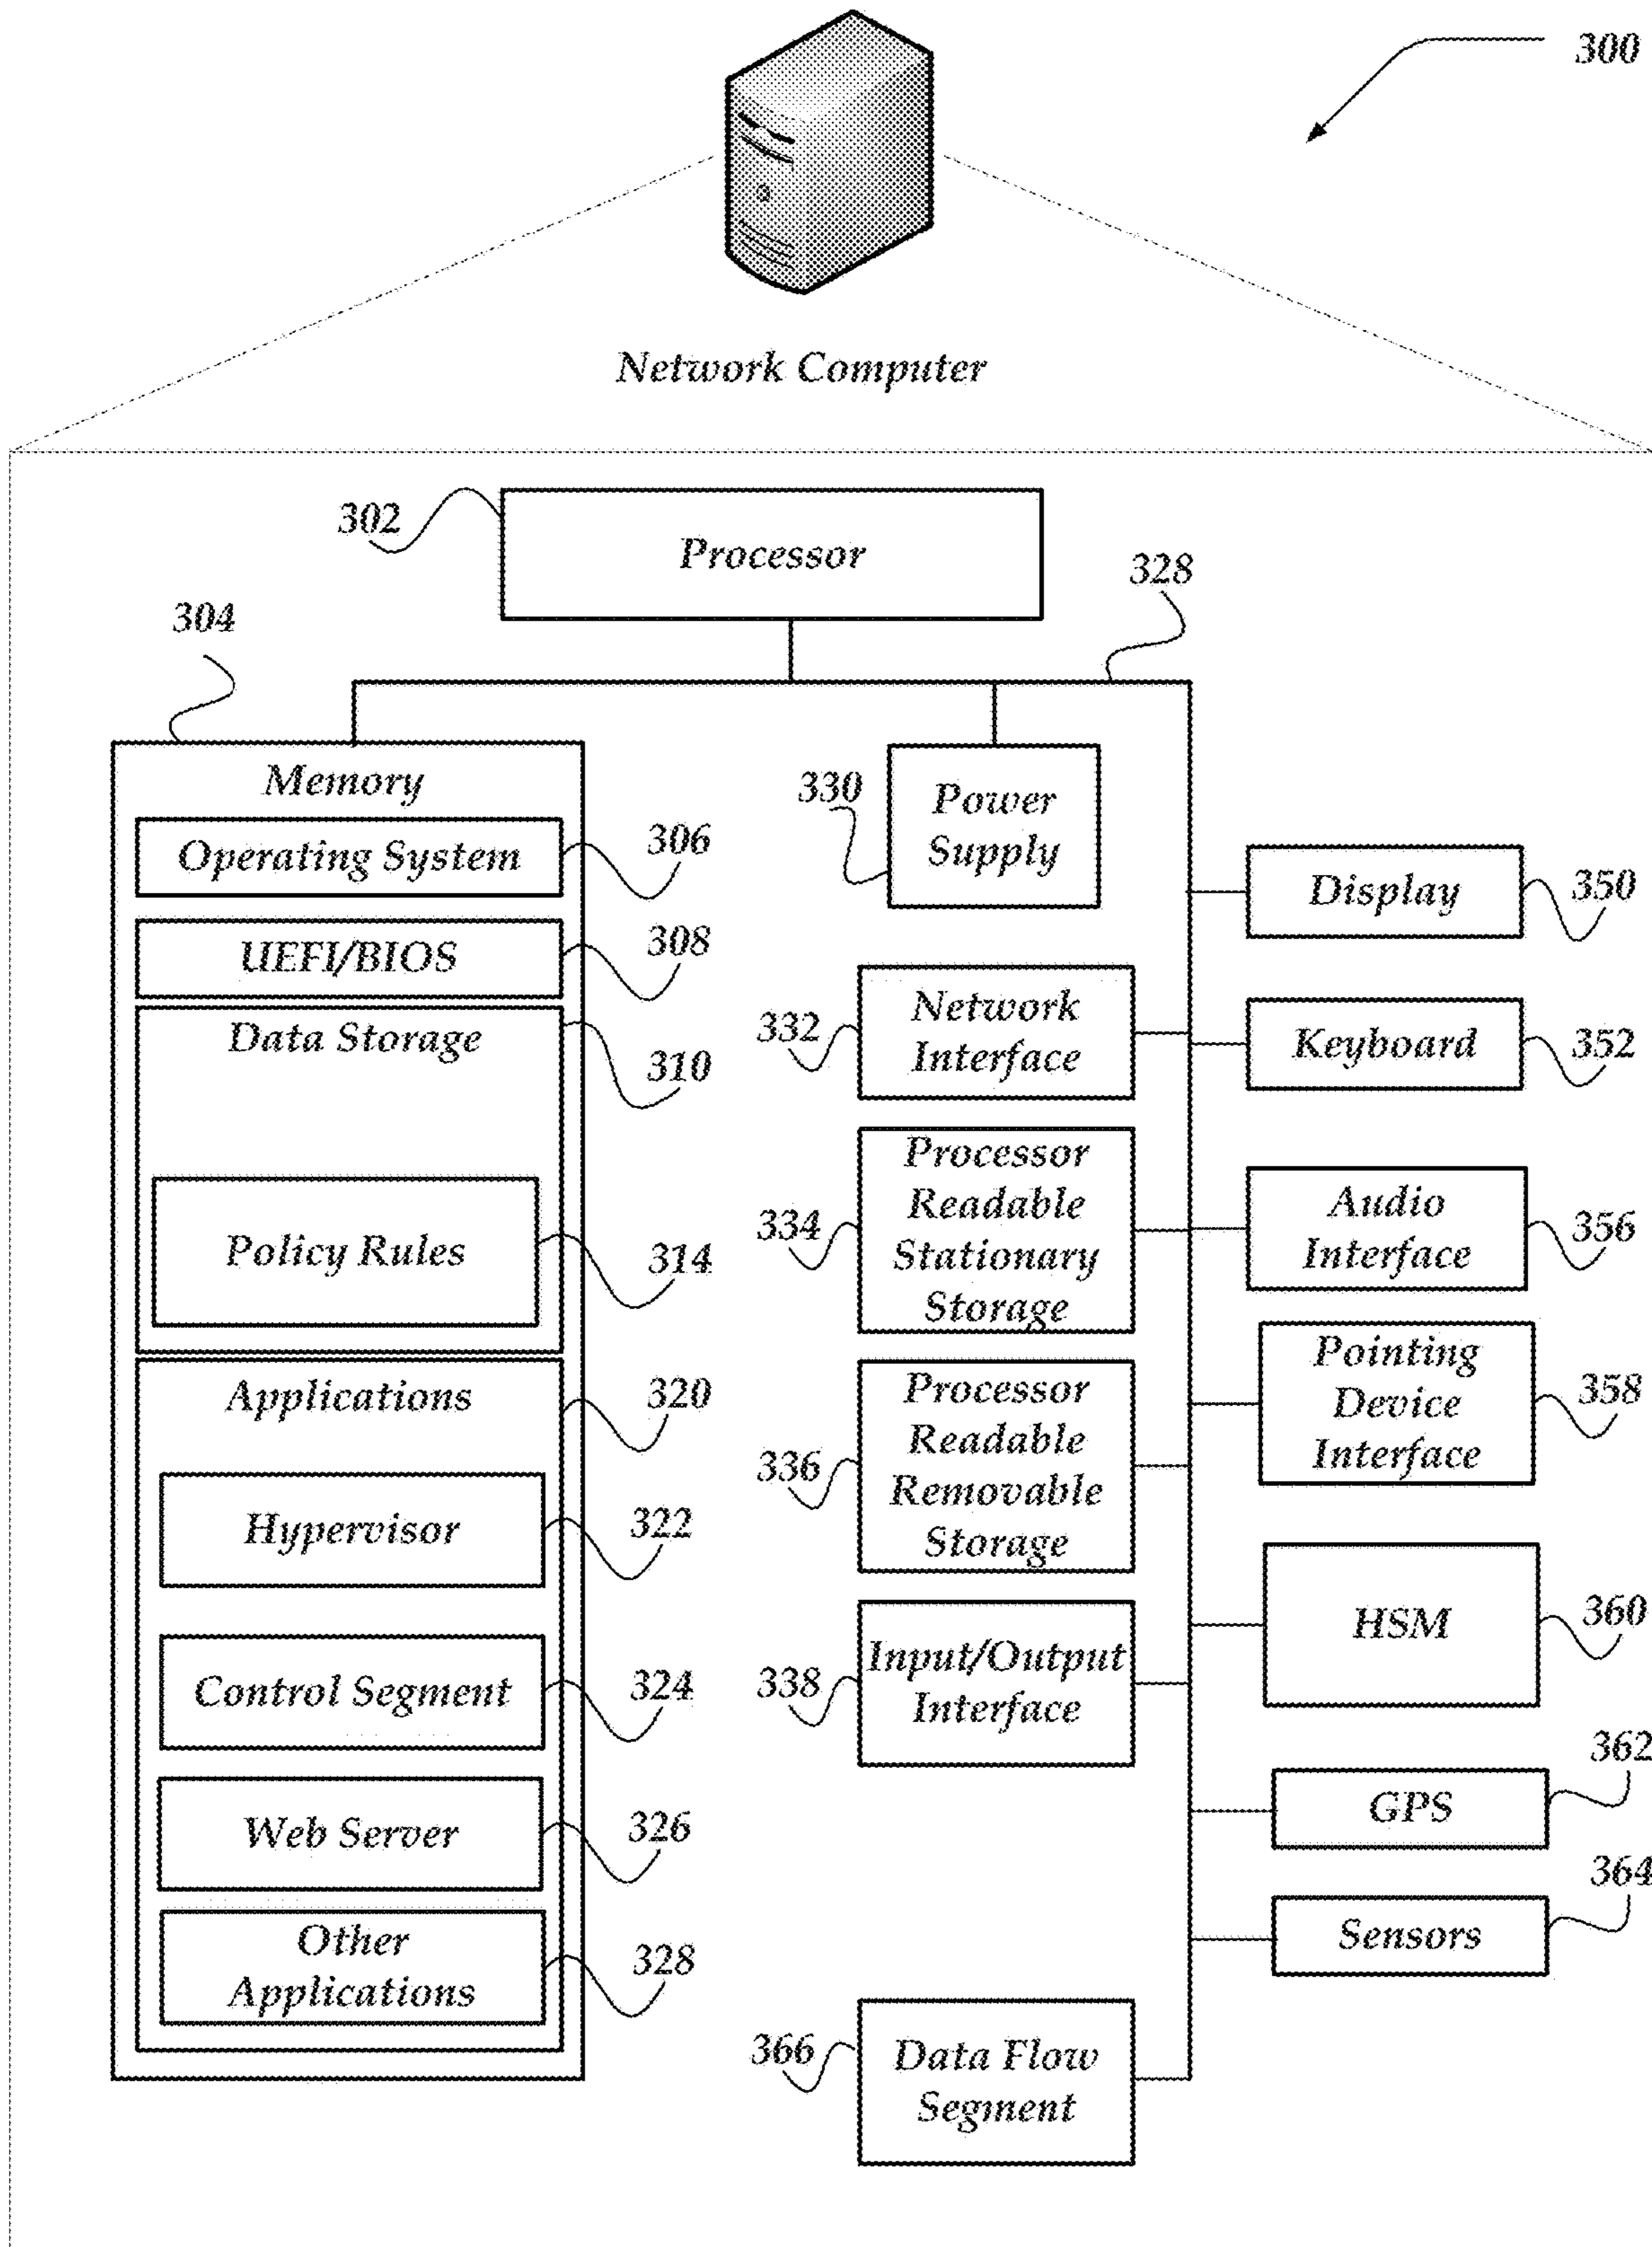 300
Network Computer
302
Processor
328
304
Memory
Operating System
306
UEFI/BIOS
308
Data Storage
310
Policy Rules
314
Applications
320
Hypervisor
322
Control Segment
324
Web Server
326
Other
Applications
328
330
Power
Supply
332
Network
Interface
334
Processor
Readable
Stationary
Storage
336
Processor
Readable
Removable
Storage
338
Input/Output
Interface
366
Data Flow
Segment
Display
350
Keyboard
352
Audio
Interface
356
Pointing
Device
Interface
358
HSM
360
GPS
362
Sensors
364